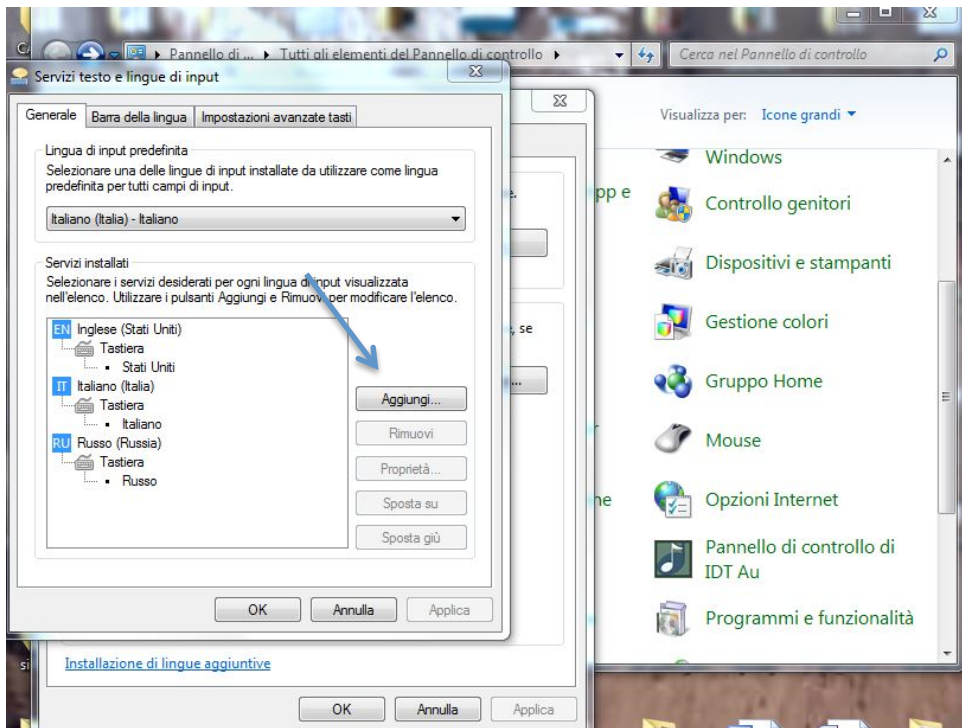 Pannello di ... ▸ Tutti gli elementi del Pannello di controllo ▸
Cerca nel Pannello di controllo
Servizi testo e lingue di input
Generale
Barra della lingua
Impostazioni avanzate tasti
Lingua di input predefinita
Selezionare una delle lingue di input installate da utilizzare come lingua
predefinita per tutti campi di input.
Italiano (Italia) - Italiano
Servizi installati
Selezionare i servizi desiderati per ogni lingua di input visualizzata
nell'elenco. Utilizzare i pulsanti Aggiungi e Rimuovi per modificare l'elenco.
EN Inglese (Stati Uniti)
Tastiera
Stati Uniti
IT Italiano (Italia)
Tastiera
Italiano
RU Russo (Russia)
Tastiera
Russo
Aggiungi...
Rimuovi
Proprietà...
Sposta su
Sposta giù
OK
Annulla
Applica
, se
...
Installazione di lingue aggiuntive
OK
Annulla
Applica
Visualizza per: Icone grandi
pp e
ne
Windows
Controllo genitori
Dispositivi e stampanti
Gestione colori
Gruppo Home
Mouse
Opzioni Internet
Pannello di controllo di
IDT Au
Programmi e funzionalità
si